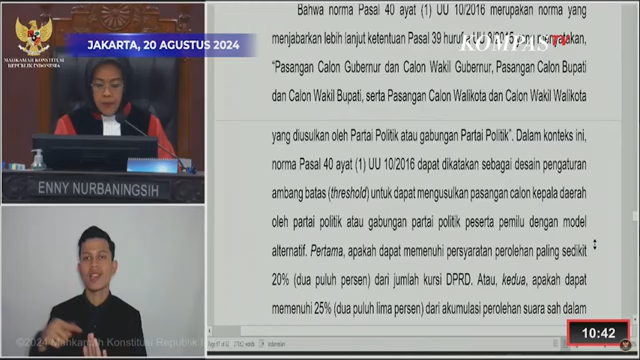 MAHKAMAH KONSTITUSI
REPUBLIK INDONESIA
JAKARTA, 20 AGUSTUS 2024
ENNY NURBANINGSIH
©2024 Mahkamah Konstitusi Republik
KOMPAS TV
Bahwa norma Pasal 40 ayat (1) UU 10/2016 merupakan norma yang
menjabarkan lebih lanjut ketentuan Pasal 39 huruf UU 8/2015
“Pasangan Calon Gubernur dan Calon Wakil Gubernur, Pasangan Calon Bupati
dan Calon Wakil Bupati, serta Pasangan Calon Walikota dan Calon Wakil Walikota
yang diusulkan oleh Partai Politik atau gabungan Partai Politik”. Dalam konteks ini,
norma Pasal 40 ayat (1) UU 10/2016 dapat dikatakan sebagai desain pengaturan
ambang batas (threshold) untuk dapat mengusulkan pasangan calon kepala daerah
oleh partai politik atau gabungan partai politik peserta pemilu dengan model
alternatif. Pertama, apakah dapat memenuhi persyaratan perolehan paling sedikit
20% (dua puluh persen) dari jumlah kursi DPRD. Atau, kedua, apakah dapat
memenuhi 25% (dua puluh lima persen) dari akumulasi perolehan suara sah dalam
10:42